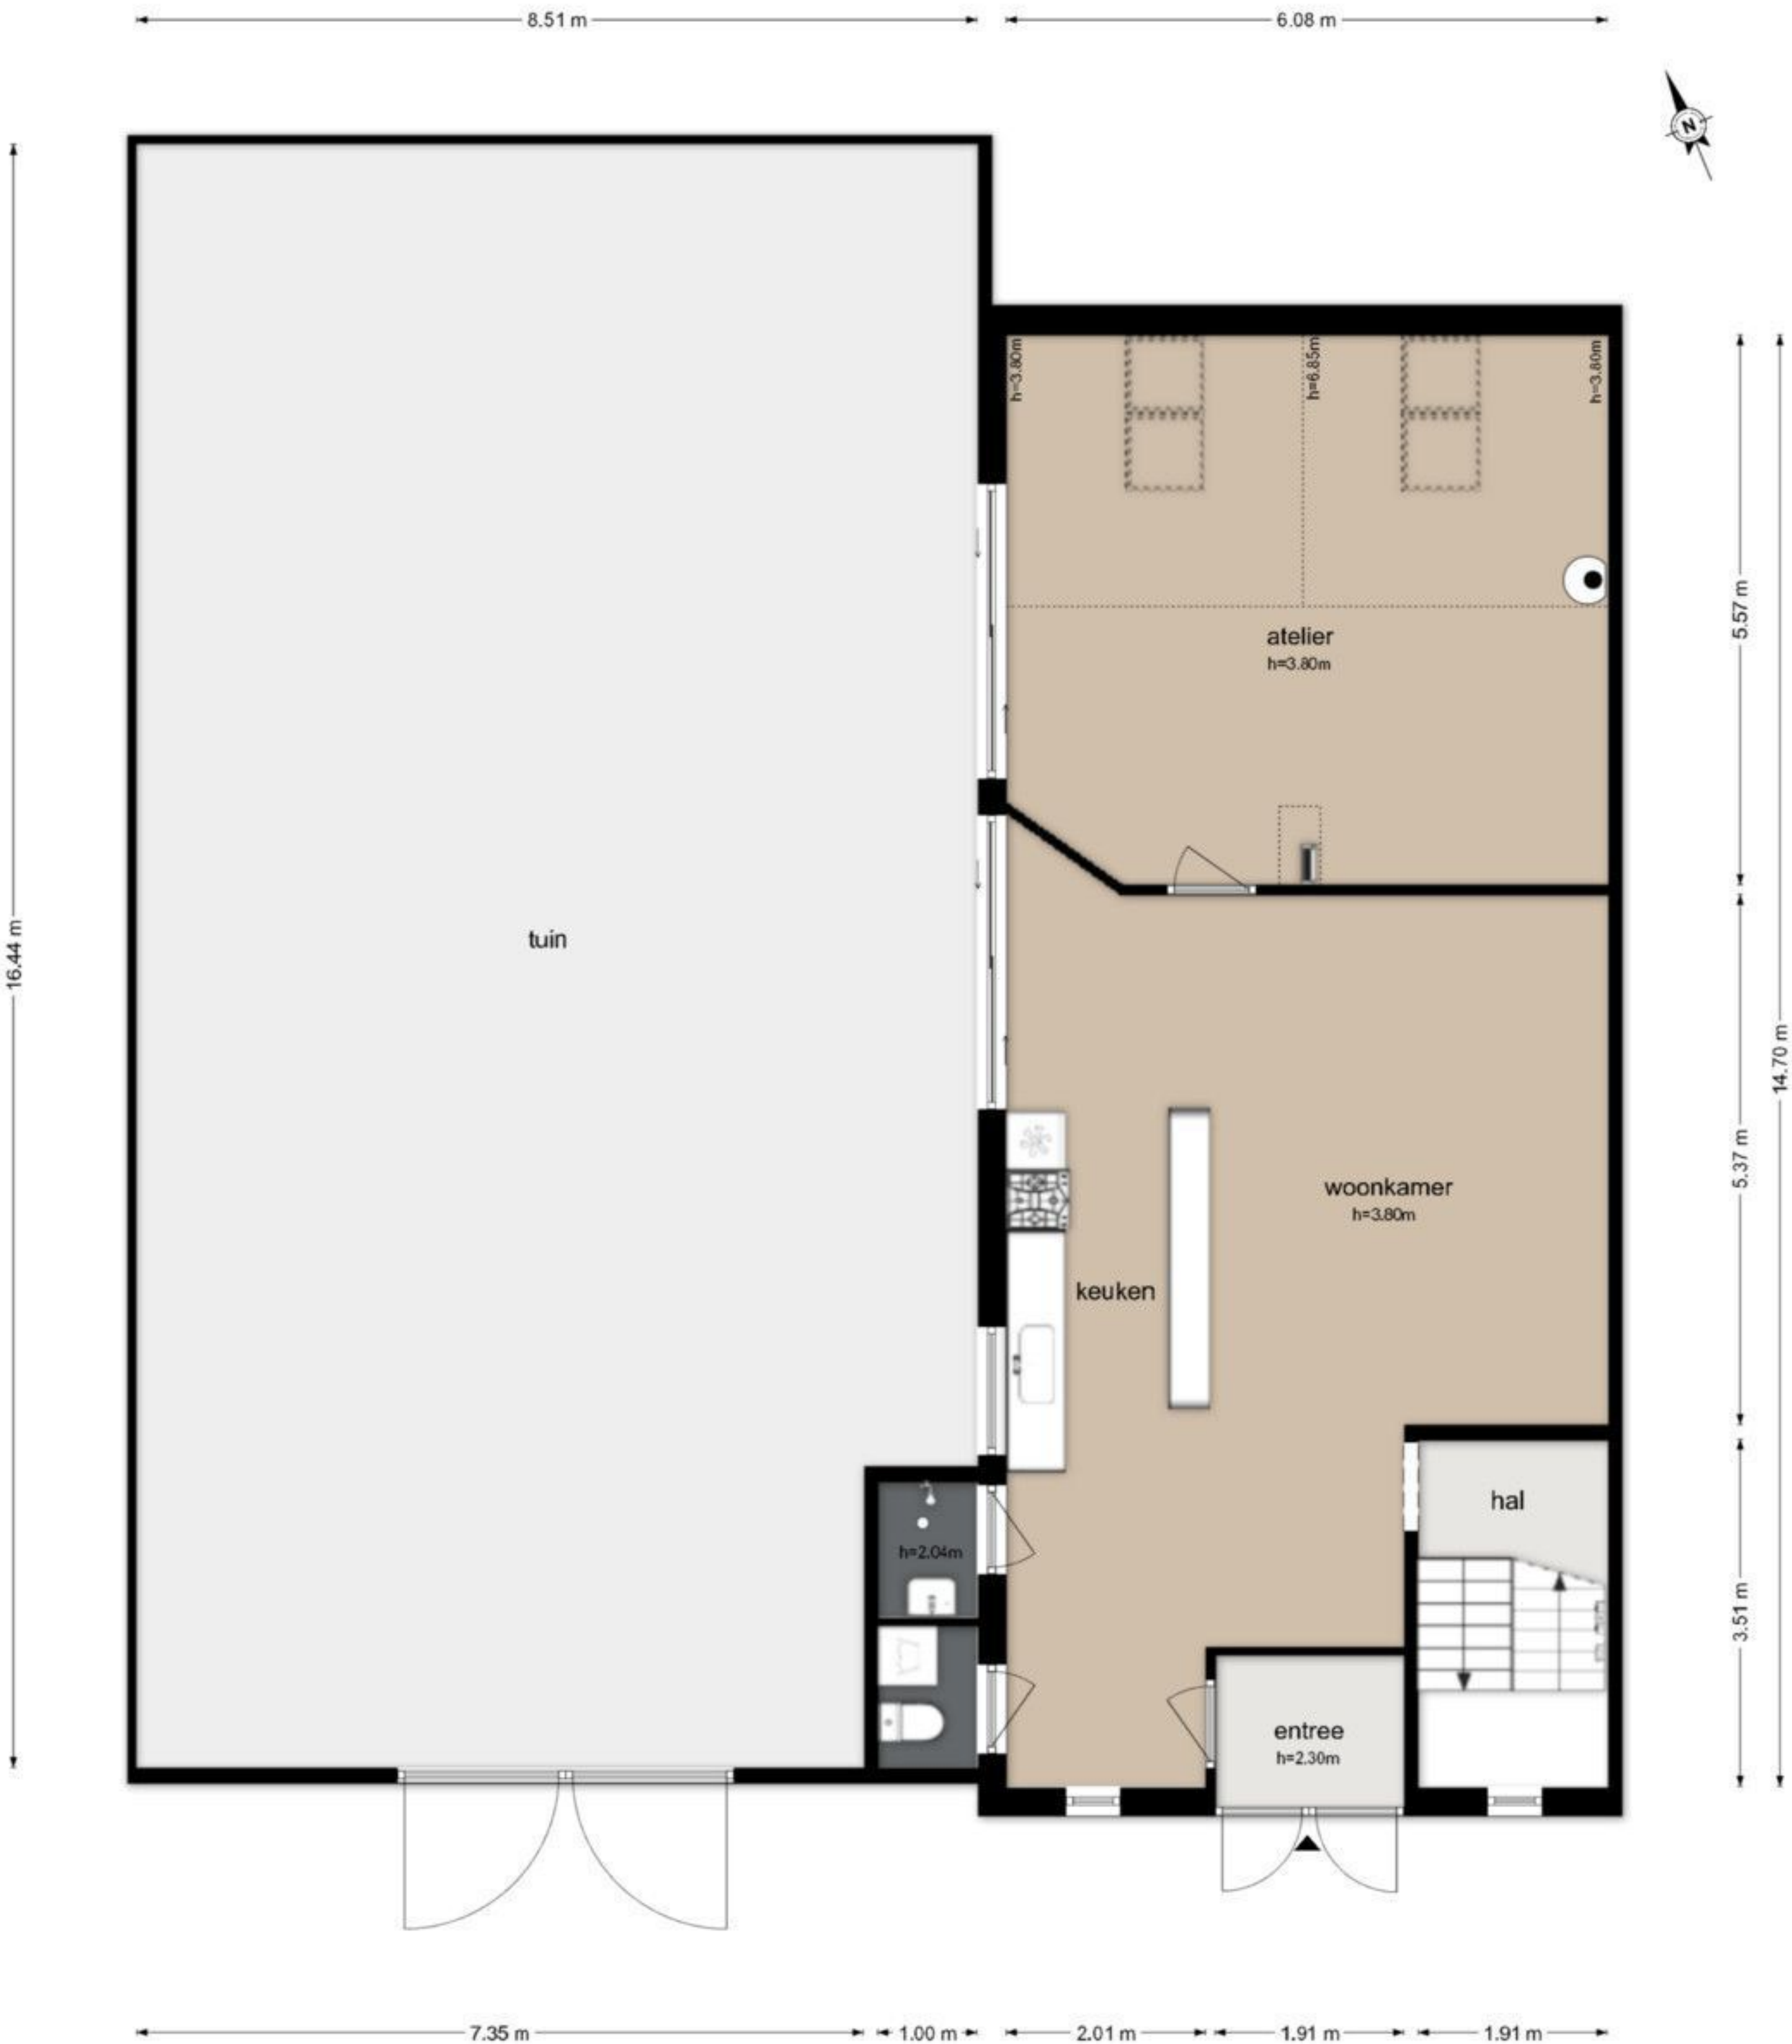 8.51 m
6.08 m
N
h=3.80m
h=6.85m
h=3.80m
atelier
h=3.80m
5.57 m
tuin
16.44 m
14.70 m
5.37 m
woonkamer
h=3.80m
keuken
hal
h=2.04m
3.51 m
entree
h=2.30m
7.35 m
1.00 m
2.01 m
1.91 m
1.91 m